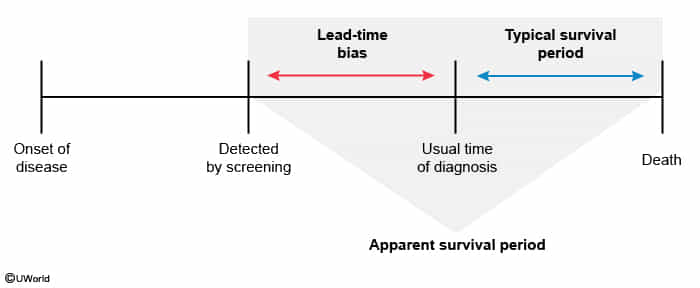 Lead-time
bias
Typical survival
period
Onset of
disease
Detected
by screening
Usual time
of diagnosis
Death
Apparent survival period
©UWorld